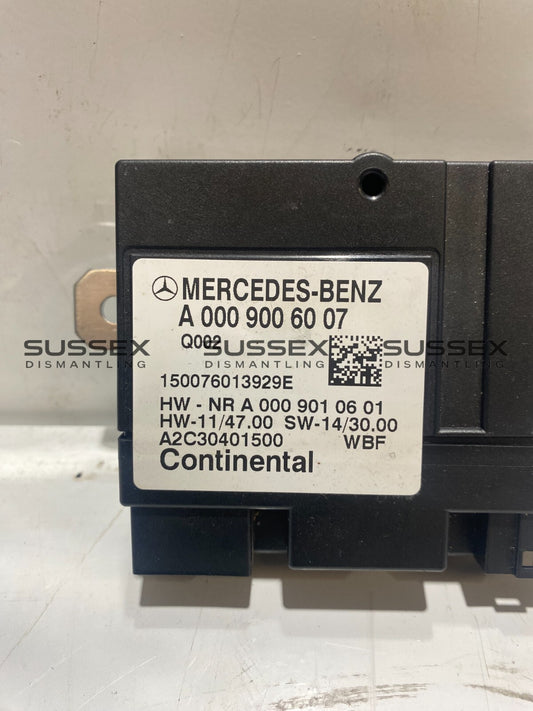 MERCEDES-BENZ
A 000 900 60 07
Q002
SUSSEX
DISMANTLING
SUSSEX
DISMANTLING
SUSSEX
DISMANTLING
150076013929E
HW - NR A 000 901 06 01
HW-11/47.00 SW-14/30.00
A2C30401500 WBF
Continental